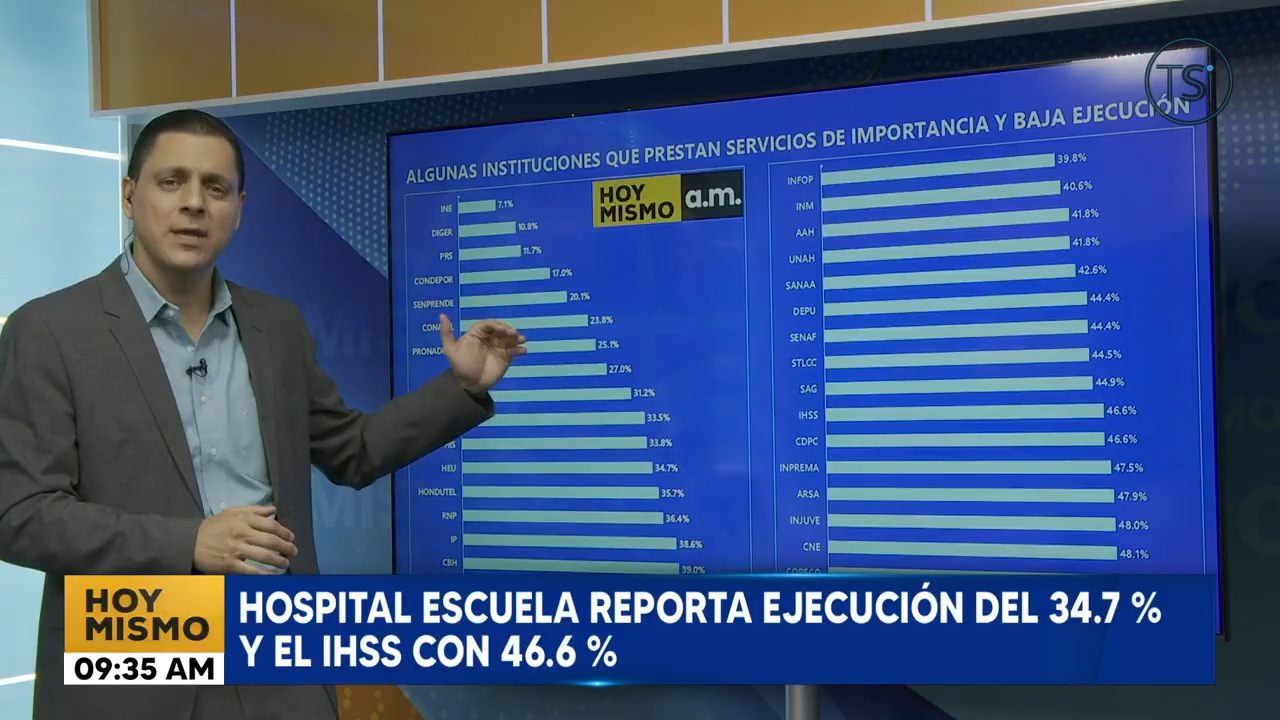 TSi
ALGUNAS INSTITUCIONES QUE PRESTAN SERVICIOS DE IMPORTANCIA Y BAJA EJECUCIÓN
HOY
MISMO
a.m.
INE 7.1%
DIGER 10.8%
PRS 11.7%
CONDEPOR 17.0%
SENPRENDE 20.1%
23.8%
25.1%
27.0%
31.2%
33.5%
33.8%
HEU 34.7%
HONDUTEL 35.7%
RNP 36.4%
IP 38.6%
CBH 39.0%
INFOP 39.8%
INM 40.6%
AAH 41.8%
UNAH 41.8%
SANAA 42.6%
DEPU 44.4%
SENAF 44.4%
STLCC 44.5%
SAG 44.9%
IHSS 46.6%
CDPC 46.6%
INPREMA 47.5%
ARSA 47.9%
INJUVE 48.0%
CNE 48.1%
HOY
MISMO
09:35 AM
HOSPITAL ESCUELA REPORTA EJECUCIÓN DEL 34.7 %
Y EL IHSS CON 46.6 %